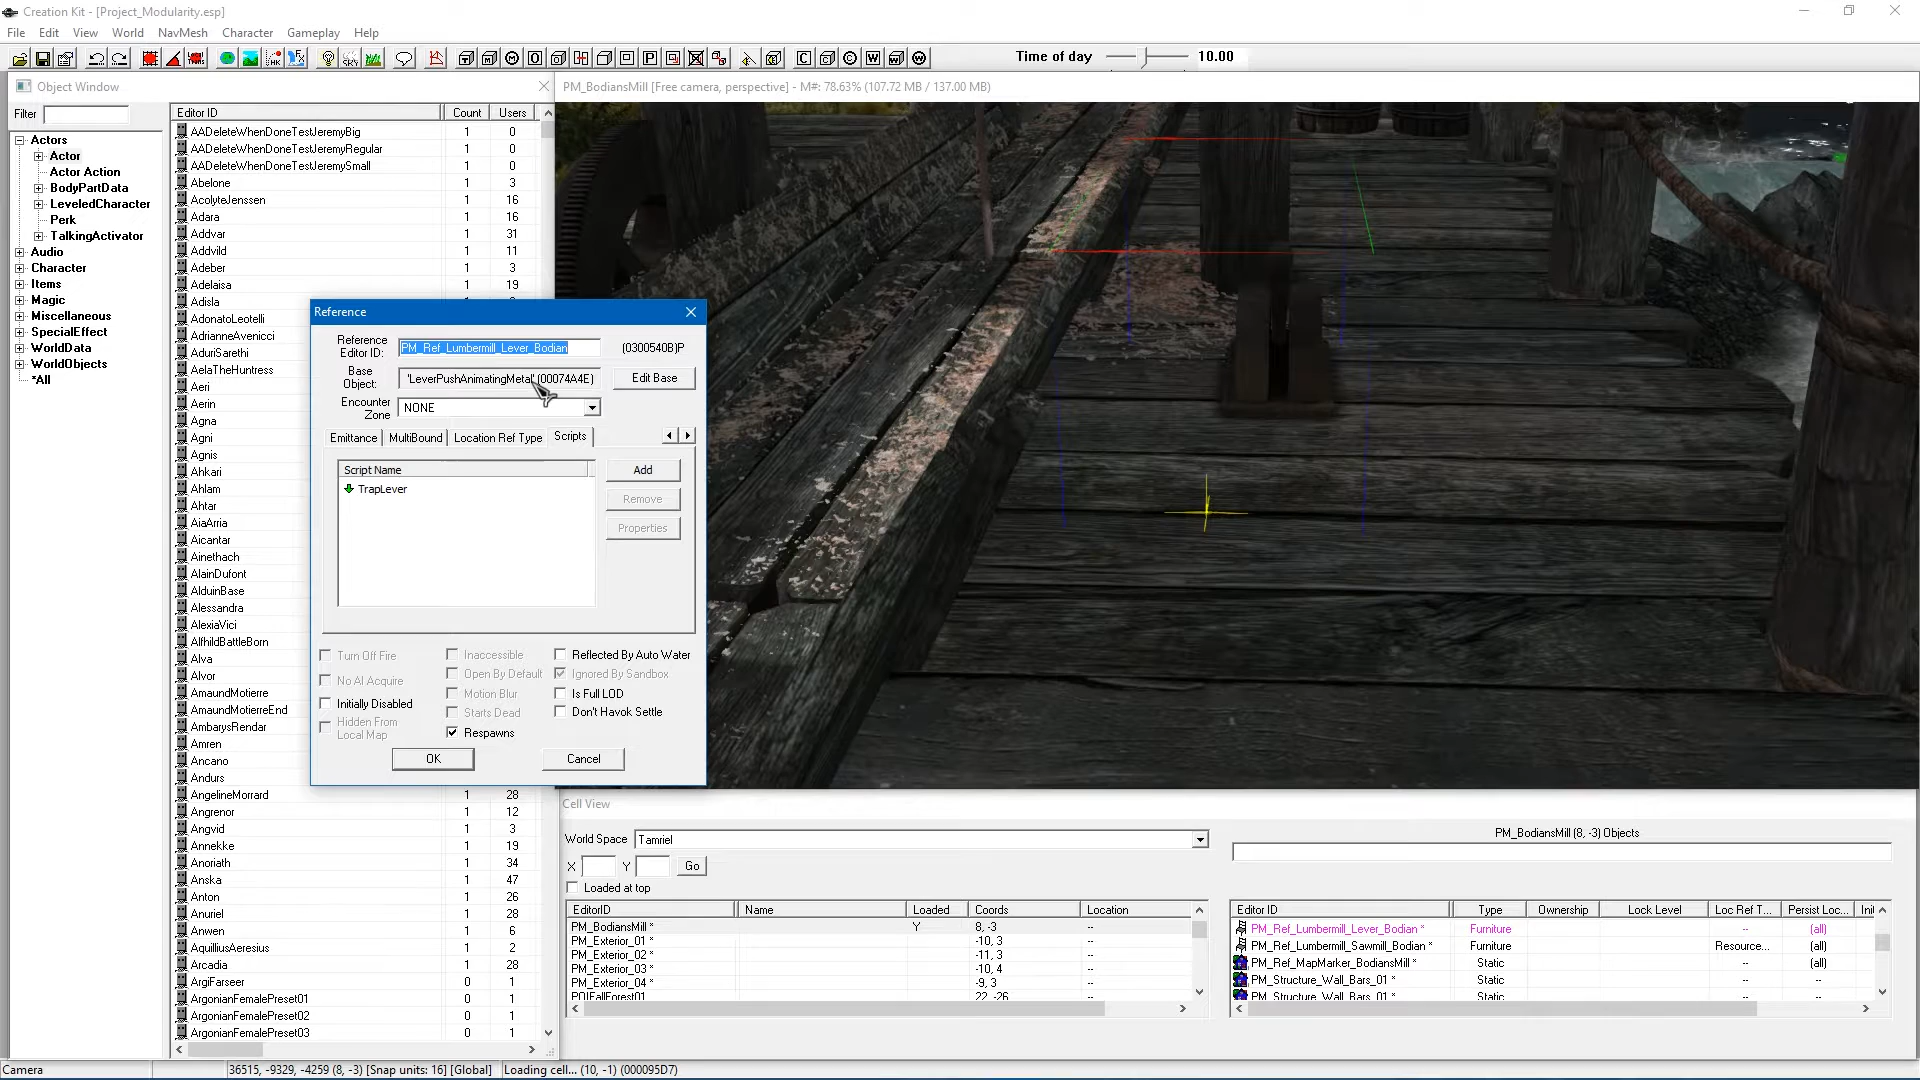 Creation Kit - [Project_Modularity.esp]
File Edit View World NavMesh Character Gameplay Help
Time of day 10.00
Object Window
PM_BodiansMill [Free camera, perspective] - M#: 78.63% (107.72 MB / 137.00 MB)
Filter
Editor ID Count Users
Actors
Actor
Actor Action
BodyPartData
LeveledCharacter
Perk
TalkingActivator
Audio
Character
Items
Magic
Miscellaneous
SpecialEffect
WorldData
WorldObjects
*All
AADeleteWhenDoneTestJeremyBig 1 0
AADeleteWhenDoneTestJeremyRegular 1 0
AADeleteWhenDoneTestJeremySmall 1 0
Abelone 1 3
AcolyteJenssen 1 16
Adara 1 16
Addvar 1 31
Addvild 1 11
Adeber 1 3
Adelaisa 1 19
Adisla
AdonatoLeotelli
AdrianneAvenicci
AduriSarethi
AelaTheHuntress
Aeri
Aerin
Agna
Agni
Agnis
Ahkari
Ahlam
Ahtar
AiaArria
Aicantar
Ainethach
AlainDufont
AlduinBase
Alessandra
AlexiaVici
AlfhildBattleBorn
Alva
Alvor
AmaundMotierre
AmaundMotierreEnd
AmbarysRendar
Amren
Ancano
Andurs
AngelineMorrard 1 28
Angrenor 1 12
Angvid 1 3
Annekke 1 19
Anoriath 1 34
Anska 1 47
Anton 1 26
Anuriel 1 28
Anwen 1 6
AquilliusAeresius 1 2
Arcadia 1 28
ArgiFarseer 0 1
ArgonianFemalePreset01 0 1
ArgonianFemalePreset02 0 1
ArgonianFemalePreset03 0 1
Reference
Reference Editor ID: PM_Ref_Lumbermill_Lever_Bodian (0300540B)P
Base Object: 'LeverPushAnimatingMetal' (00074A4E) Edit Base
Encounter Zone NONE
Emittance MultiBound Location Ref Type Scripts
Script Name
TrapLever
Add
Remove
Properties
Turn Off Fire
No AI Acquire
Initially Disabled
Hidden From Local Map
Inaccessible
Open By Default
Motion Blur
Starts Dead
Respawns
Reflected By Auto Water
Ignored By Sandbox
Is Full LOD
Don't Havok Settle
OK Cancel
Cell View
World Space Tamriel
X Y Go
Loaded at top
EditorID Name Loaded Coords Location
PM_BodiansMill * Y 8, -3 --
PM_Exterior_01 * -10, 3 --
PM_Exterior_02 * -11, 3 --
PM_Exterior_03 * -10, 4 --
PM_Exterior_04 * -9, 3 --
POIFallForest01 22, -26 --
PM_BodiansMill (8, -3) Objects
Editor ID Type Ownership Lock Level Loc Ref T... Persist Loc... Ini
PM_Ref_Lumbermill_Lever_Bodian * Furniture -- (all)
PM_Ref_Lumbermill_Sawmill_Bodian * Furniture Resource... (all)
PM_Ref_MapMarker_BodiansMill * Static -- (all)
PM_Structure_Wall_Bars_01 * Static -- --
PM_Structure_Wall_Bars_01 * Static -- --
Camera 36515, -9329, -4259 (8, -3) [Snap units: 16] [Global] Loading cell... (10, -1) (000095D7)